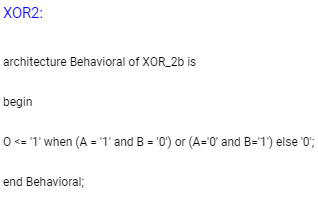 XOR2:
architecture Behavioral of XOR_2b is
begin
O <= '1' when (A = '1' and B = '0') or (A='0' and B='1') else '0';
end Behavioral;